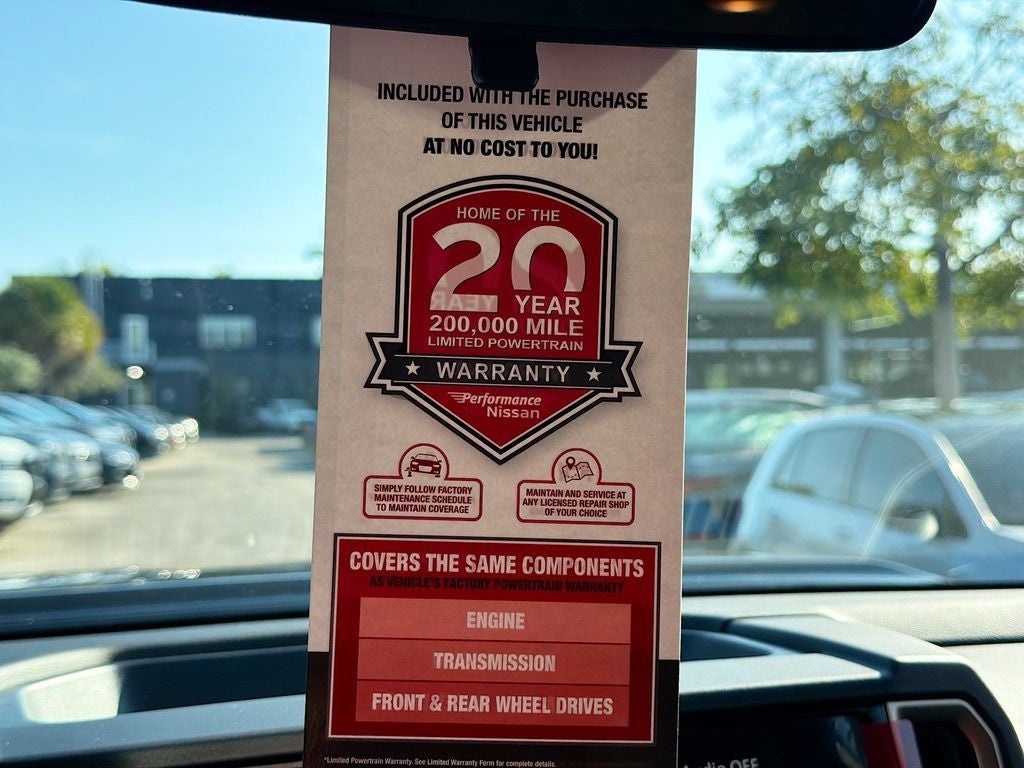 INCLUDED WITH THE PURCHASE
OF THIS VEHICLE
AT NO COST TO YOU!
HOME OF THE
20
YEAR
200,000 MILE
LIMITED POWERTRAIN
WARRANTY
Performance
Nissan
SIMPLY FOLLOW FACTORY
MAINTENANCE SCHEDULE
TO MAINTAIN COVERAGE
MAINTAIN AND SERVICE AT
ANY LICENSED REPAIR SHOP
OF YOUR CHOICE
COVERS THE SAME COMPONENTS
AS VEHICLE'S FACTORY POWERTRAIN WARRANTY
ENGINE
TRANSMISSION
FRONT & REAR WHEEL DRIVES
*Limited Powertrain Warranty. See Limited Warranty Form for complete details.
Audio OFF